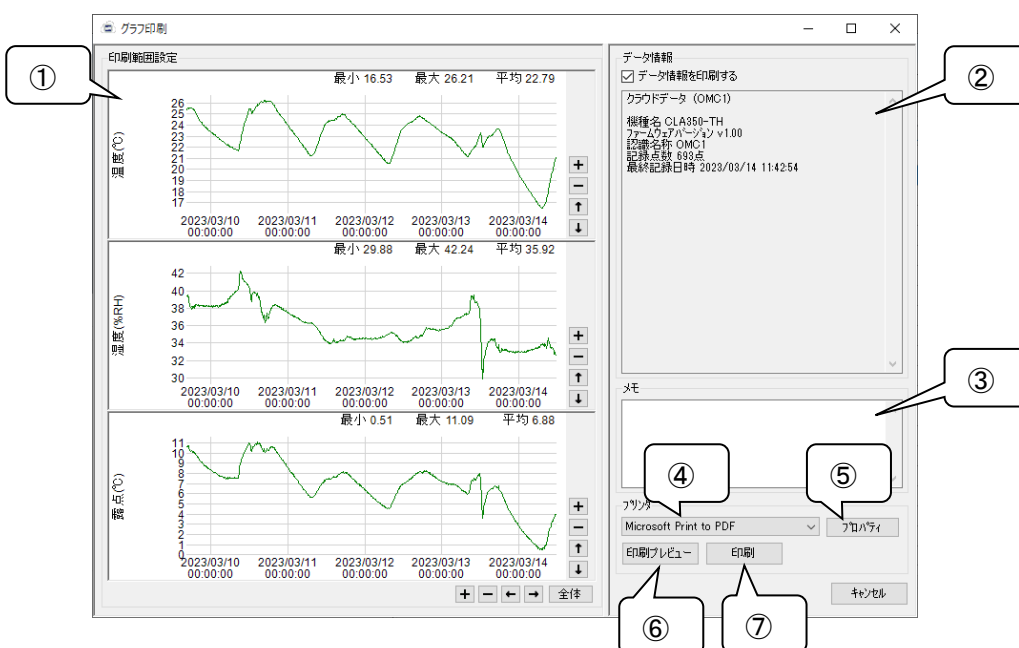 グラフ印刷
印刷範囲設定
①
最小 16.53 最大 26.21 平均 22.79
温度(℃)
26
25
24
23
22
21
20
19
18
17
2023/03/10 00:00:00
2023/03/11 00:00:00
2023/03/12 00:00:00
2023/03/13 00:00:00
2023/03/14 00:00:00
+
−
↑
↓
最小 29.88 最大 42.24 平均 35.92
湿度(%RH)
42
40
38
36
34
32
30
2023/03/10 00:00:00
2023/03/11 00:00:00
2023/03/12 00:00:00
2023/03/13 00:00:00
2023/03/14 00:00:00
+
−
↑
↓
最小 0.51 最大 11.09 平均 6.88
露点(℃)
11
10
9
8
7
6
5
4
3
2
1
0
2023/03/10 00:00:00
2023/03/11 00:00:00
2023/03/12 00:00:00
2023/03/13 00:00:00
2023/03/14 00:00:00
+
−
↑
↓
+ − ← → 全体
データ情報
データ情報を印刷する
②
クラウドデータ (OMC1)
機種名 CLA350-TH
ファームウェアバージョン v1.00
認識名称 OMC1
記録点数 693点
最終記録日時 2023/03/14 11:42:54
メモ
③
④
⑤
プリンタ
Microsoft Print to PDF
プロパティ
印刷プレビュー
印刷
キャンセル
⑥
⑦